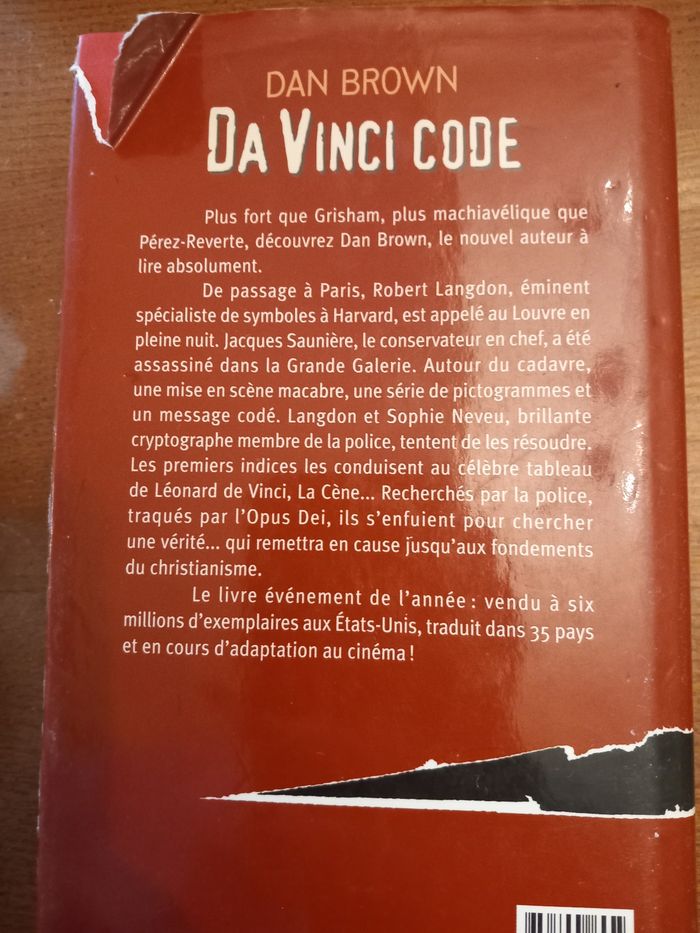 DAN BROWN
DA VINCI CODE
Plus fort que Grisham, plus machiavélique que
Pérez-Reverte, découvrez Dan Brown, le nouvel auteur à
lire absolument.
De passage à Paris, Robert Langdon, éminent
spécialiste de symboles à Harvard, est appelé au Louvre en
pleine nuit. Jacques Saunière, le conservateur en chef, a été
assassiné dans la Grande Galerie. Autour du cadavre,
une mise en scène macabre, une série de pictogrammes et
un message codé. Langdon et Sophie Neveu, brillante
cryptographe membre de la police, tentent de les résoudre.
Les premiers indices les conduisent au célèbre tableau
de Léonard de Vinci, La Cène... Recherchés par la police,
traqués par l'Opus Dei, ils s'enfuient pour chercher
une vérité... qui remettra en cause jusqu'aux fondements
du christianisme.
Le livre événement de l'année : vendu à six
millions d'exemplaires aux États-Unis, traduit dans 35 pays
et en cours d'adaptation au cinéma !